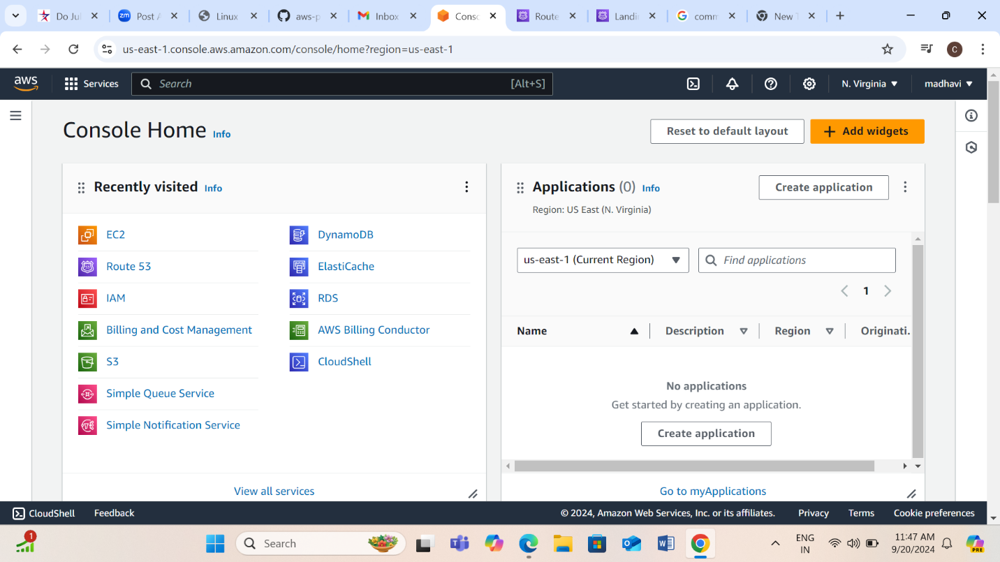 Do Jul
Post A
Linux
aws-p
Inbox
Conso
Route
Landi
comm
New T
us-east-1.console.aws.amazon.com/console/home?region=us-east-1
C
aws
Services
Search
[Alt+S]
N. Virginia
madhavi
Console Home Info
Reset to default layout
Add widgets
Recently visited Info
EC2
Route 53
IAM
Billing and Cost Management
S3
Simple Queue Service
Simple Notification Service
DynamoDB
ElastiCache
RDS
AWS Billing Conductor
CloudShell
View all services
Applications (0) Info
Region: US East (N. Virginia)
Create application
us-east-1 (Current Region)
Find applications
1
Name
Description
Region
Originati.
No applications
Get started by creating an application.
Create application
Go to myApplications
CloudShell
Feedback
© 2024, Amazon Web Services, Inc. or its affiliates.
Privacy
Terms
Cookie preferences
1
Search
ENG
IN
11:47 AM
9/20/2024
PRE